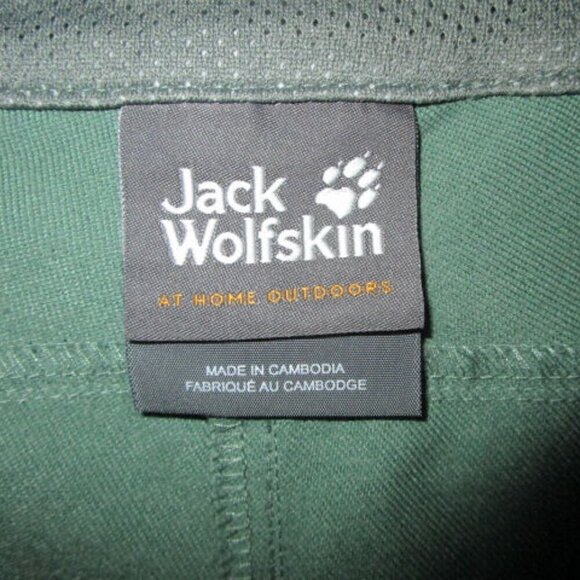 Jack
Wolfskin
AT HOME OUTDOORS
MADE IN CAMBODIA
FABRIQUÉ AU CAMBODGE